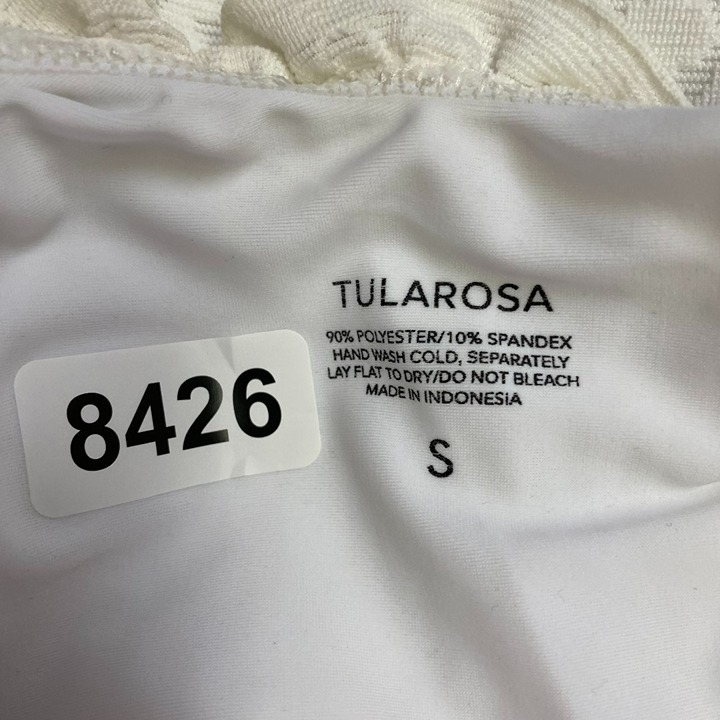 TULAROSA
90% POLYESTER/10% SPANDEX
HAND WASH COLD, SEPARATELY
LAY FLAT TO DRY/DO NOT BLEACH
MADE IN INDONESIA
S
8426